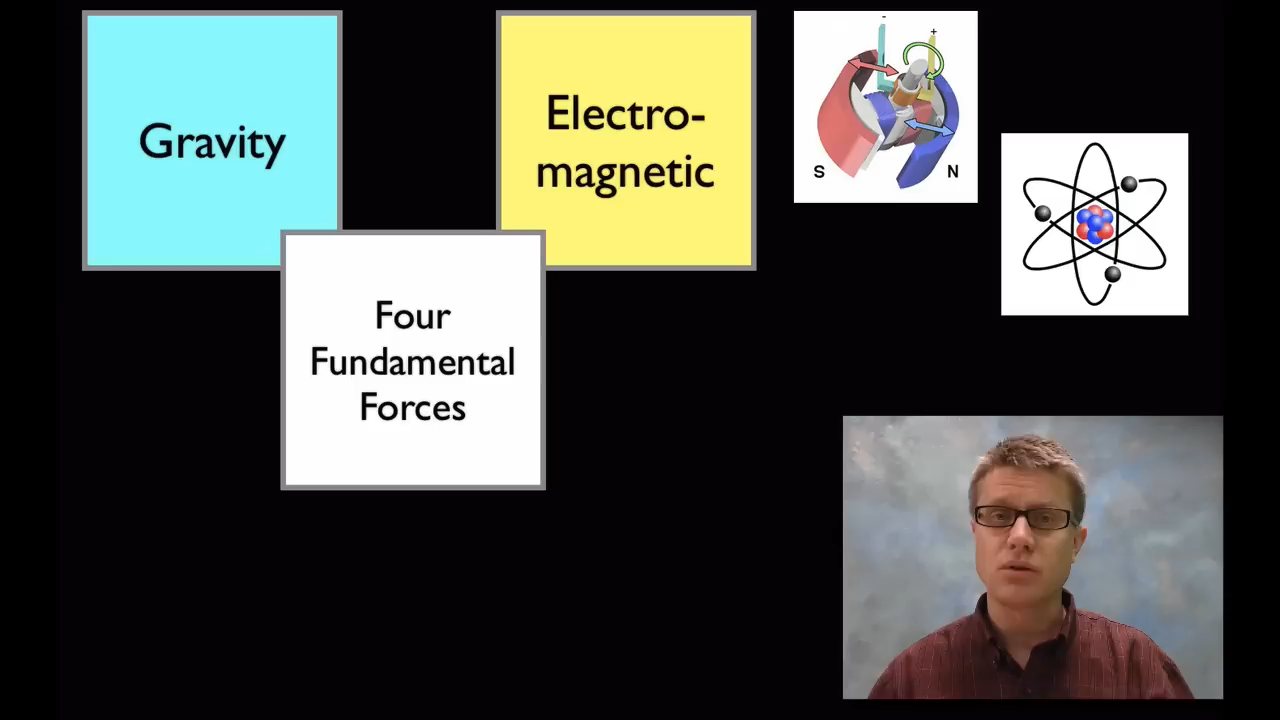 Gravity
Electro-
magnetic
- 
+
S
N
Four
Fundamental
Forces